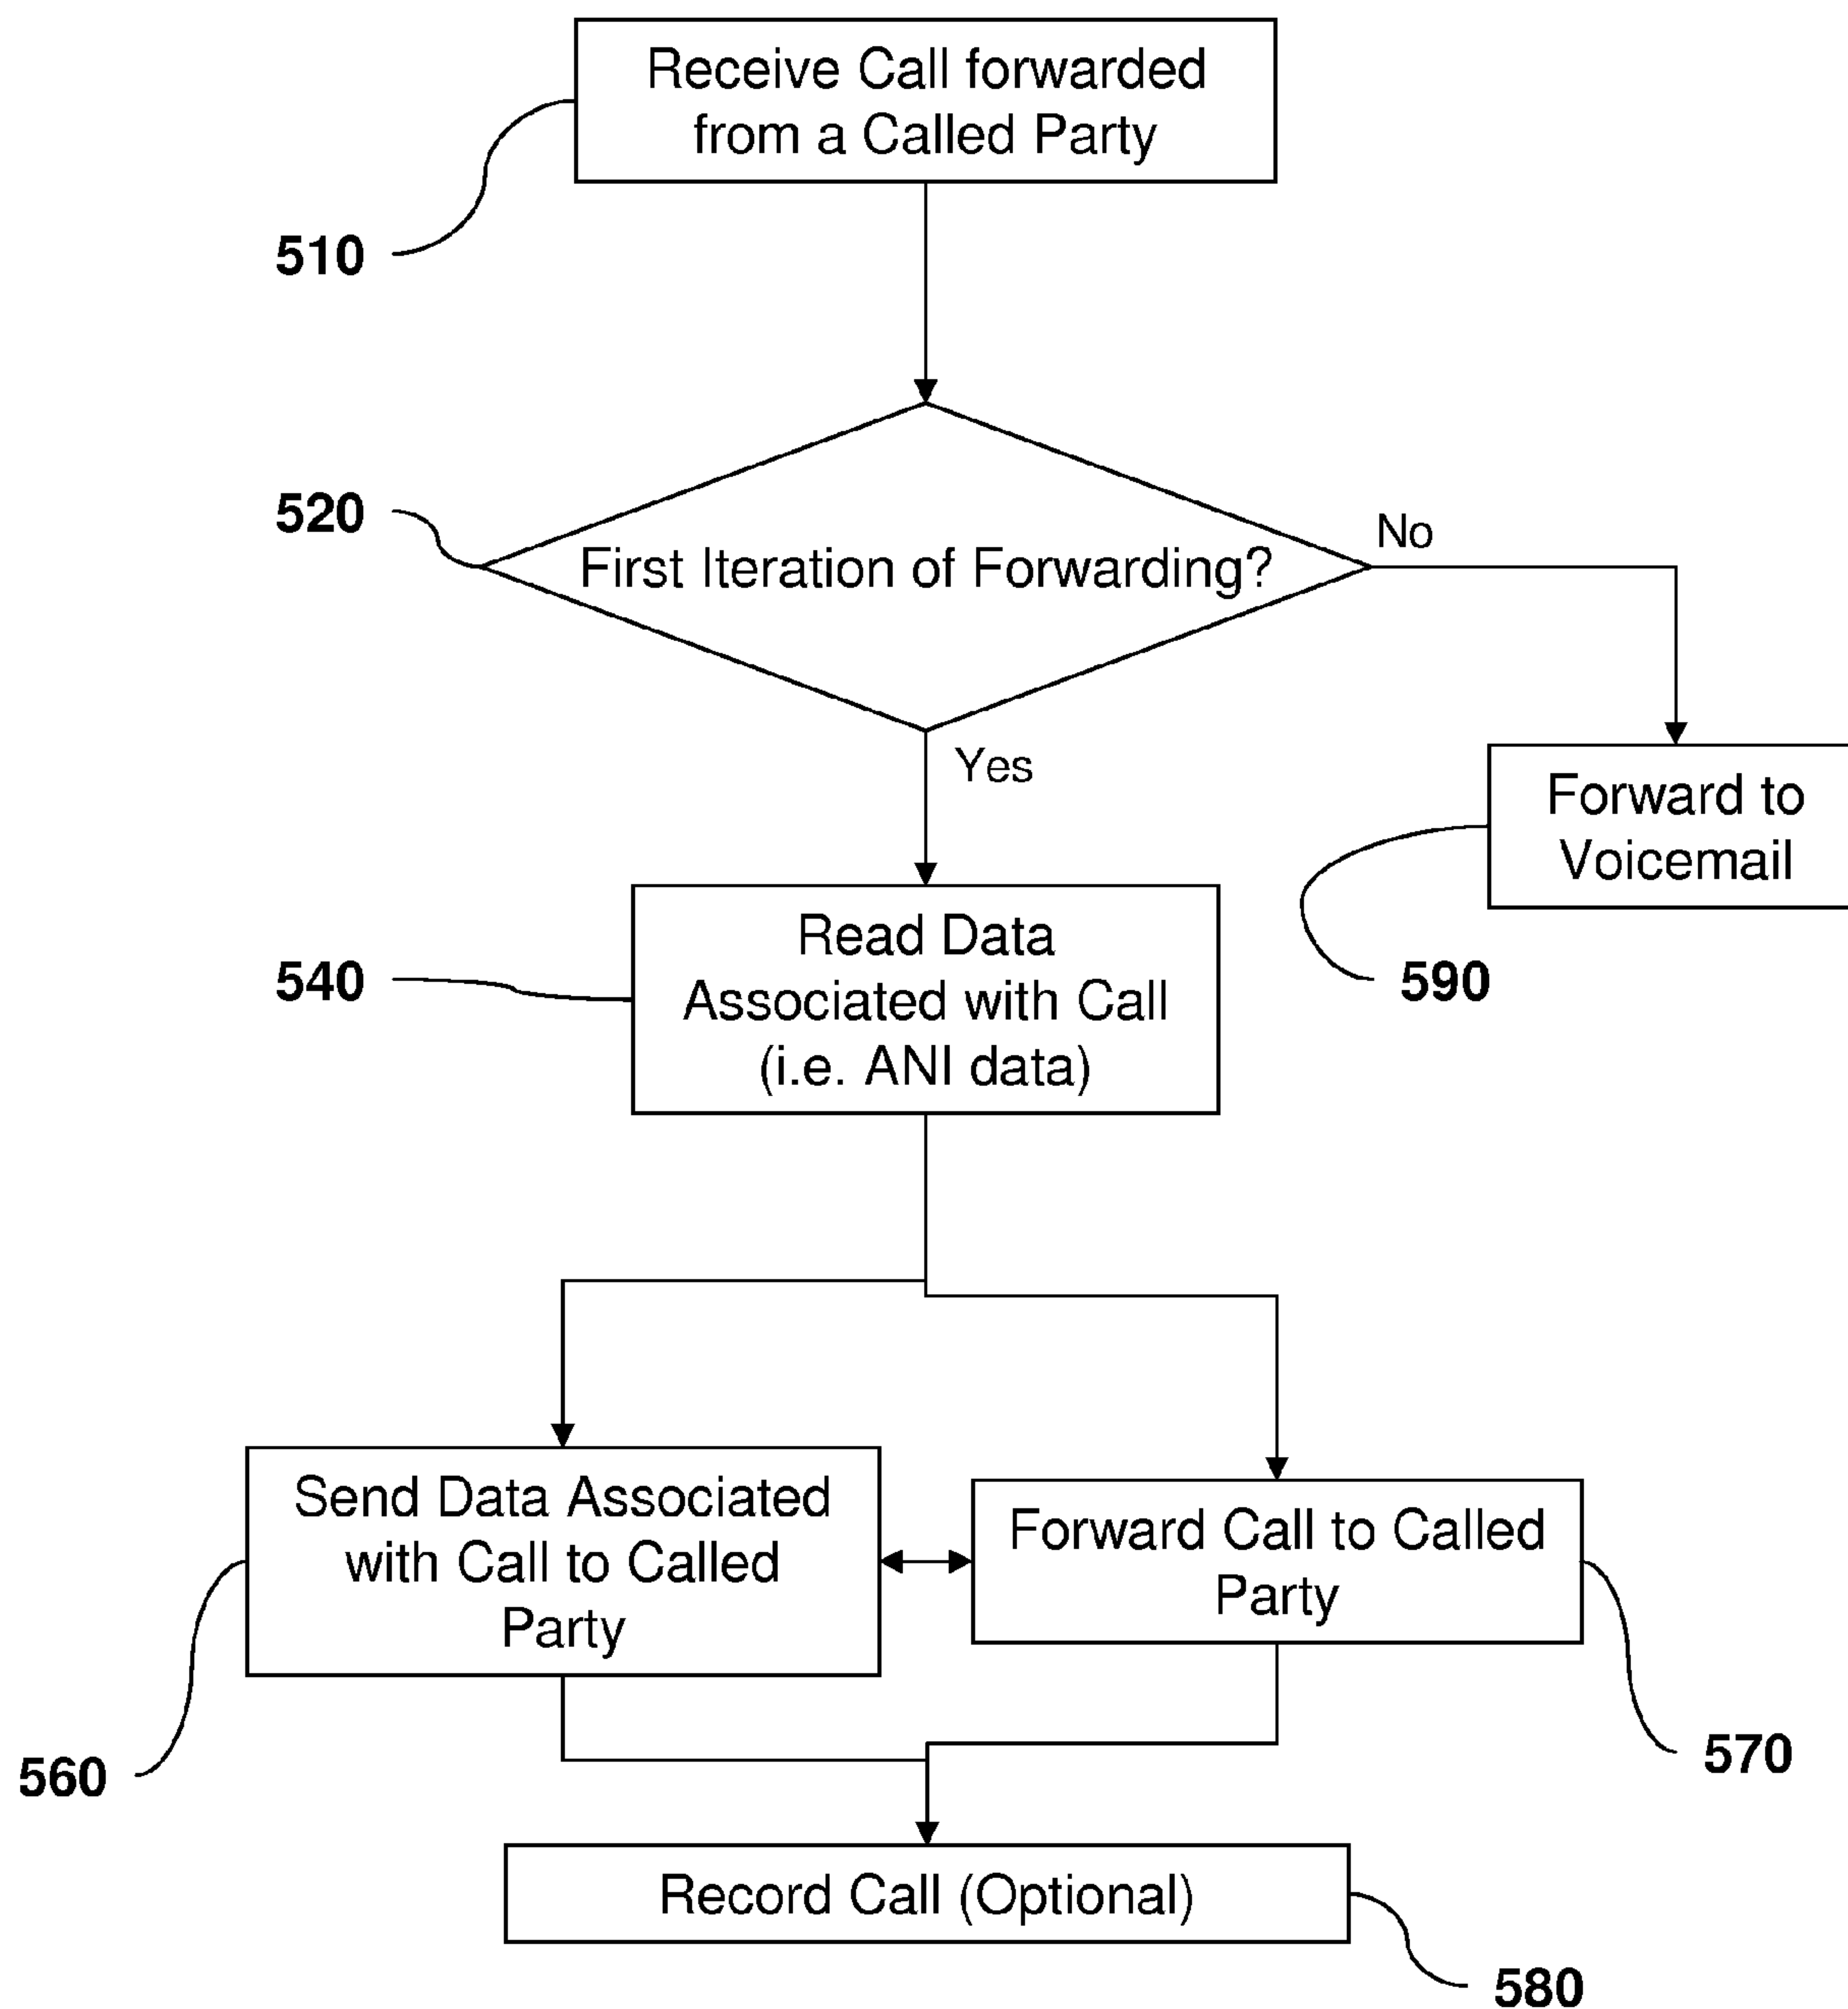 Receive Call forwarded
from a Called Party
510
520
First Iteration of Forwarding?
No
Yes
Forward to
Voicemail
590
540
Read Data
Associated with Call
(i.e. ANI data)
Send Data Associated
with Call to Called
Party
Forward Call to Called
Party
560
570
Record Call (Optional)
580